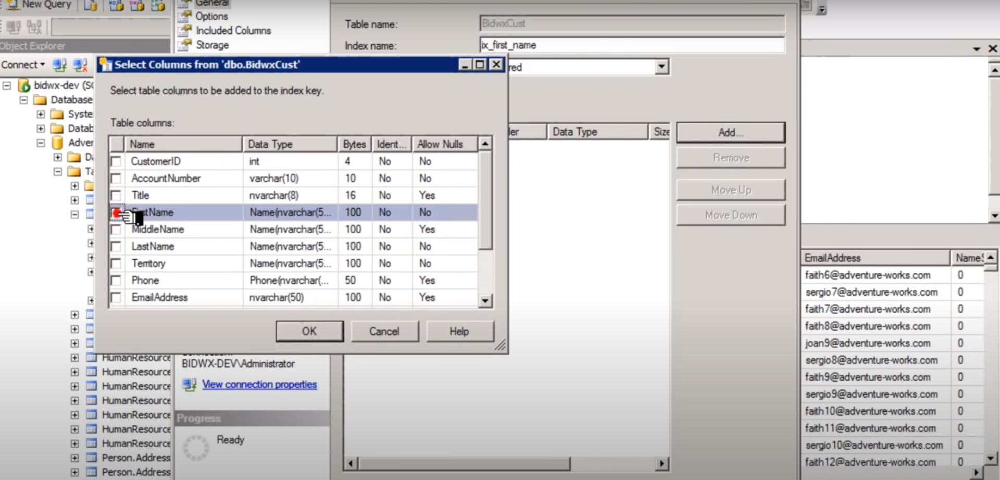 New Query
General
Options
Included Columns
Storage
Table name:
BidwxCust
Index name:
ix_first_name
Object Explorer
Connect
Select Columns from 'dbo.BidwxCust'
red
bidwx-dev (SQ
Database
Syste
Datab
Adver
Da
Ta
Select table columns to be added to the index key.
Table columns:
Name Data Type Bytes Ident... Allow Nulls
CustomerID int 4 No No
AccountNumber varchar(10) 10 No No
Title nvarchar(8) 16 No Yes
FirstName Name(nvarchar(5... 100 No No
MiddleName Name(nvarchar(5... 100 No Yes
LastName Name(nvarchar(5... 100 No No
Territory Name(nvarchar(5... 100 No No
Phone Phone(nvarchar(... 50 No Yes
EmailAddress nvarchar(50) 100 No Yes
OK Cancel Help
der Data Type Size
Add...
Remove
Move Up
Move Down
BIDWX-DEV\Administrator
View connection properties
Progress
Ready
HumanResource
HumanResource
HumanResource
HumanResource
HumanResource
HumanResource
HumanResource
Person.Address
Person.Address
EmailAddress NameS
faith6@adventure-works.com 0
sergio7@adventure-works.com 0
faith7@adventure-works.com 0
faith8@adventure-works.com 0
joan9@adventure-works.com 0
sergio8@adventure-works.com 0
faith9@adventure-works.com 0
sergio9@adventure-works.com 0
faith10@adventure-works.com 0
faith11@adventure-works.com 0
sergio10@adventure-works.com 0
faith12@adventure-works.com 0